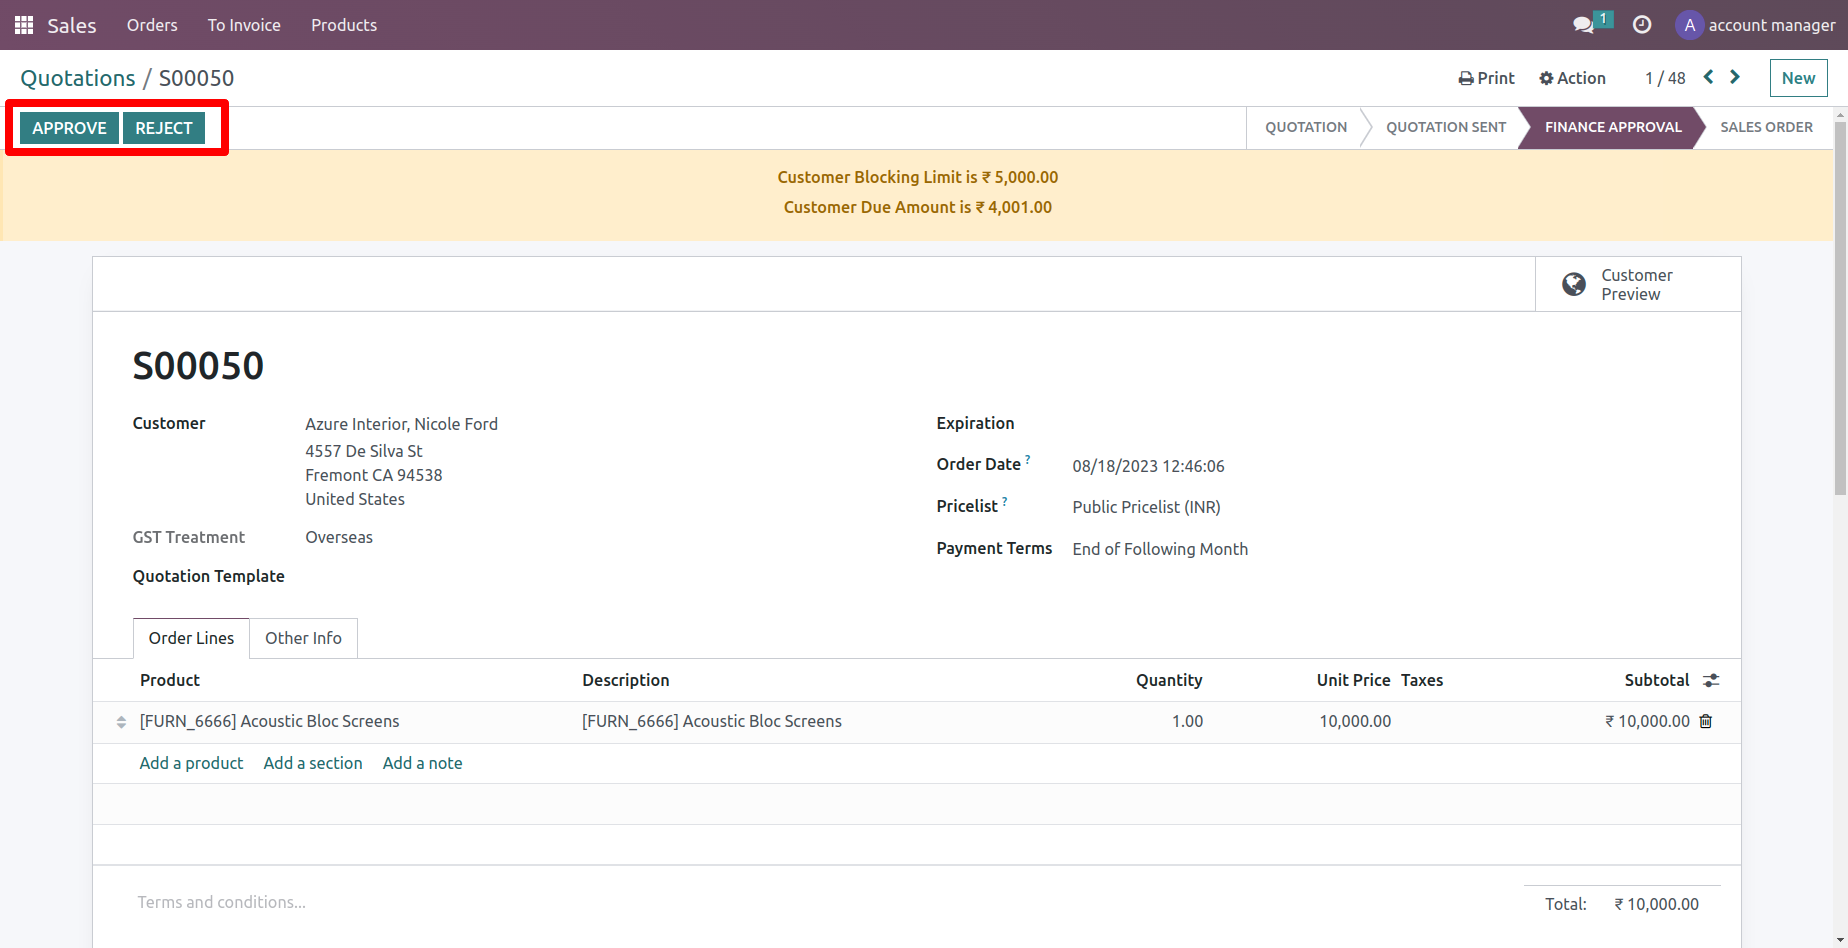 Sales Orders To Invoice Products 1 A account manager
Quotations / S00050 Print Action 1 / 48 New
APPROVE REJECT QUOTATION QUOTATION SENT FINANCE APPROVAL SALES ORDER
Customer Blocking Limit is ₹ 5,000.00
Customer Due Amount is ₹ 4,001.00
Customer
Preview
S00050
Customer Azure Interior, Nicole Ford
4557 De Silva St
Fremont CA 94538
United States
GST Treatment Overseas
Quotation Template
Expiration
Order Date ? 08/18/2023 12:46:06
Pricelist ? Public Pricelist (INR)
Payment Terms End of Following Month
Order Lines Other Info
Product Description Quantity Unit Price Taxes Subtotal
[FURN_6666] Acoustic Bloc Screens [FURN_6666] Acoustic Bloc Screens 1.00 10,000.00 ₹ 10,000.00
Add a product Add a section Add a note
Terms and conditions...
Total: ₹ 10,000.00